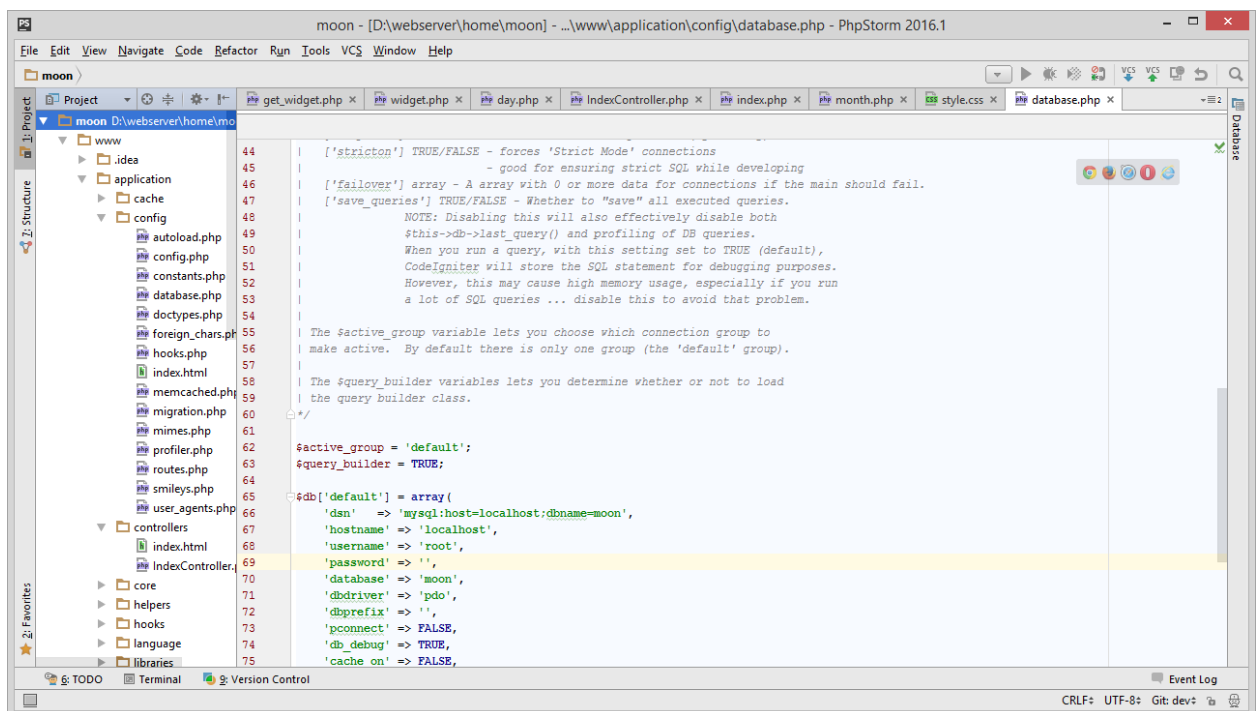 PS moon - [D:\webserver\home\moon] - ...\www\application\config\database.php - PhpStorm 2016.1
File Edit View Navigate Code Refactor Run Tools VCS Window Help
moon
VCS VCS
Project get_widget.php × widget.php × day.php × IndexController.php × index.php × month.php × style.css × database.php × 2
1: Project
7: Structure
2: Favorites
moon D:\webserver\home\mo
www
.idea
application
cache
config
autoload.php
config.php
constants.php
database.php
doctypes.php
foreign_chars.ph
hooks.php
index.html
memcached.php
migration.php
mimes.php
profiler.php
routes.php
smileys.php
user_agents.php
controllers
index.html
IndexController.
core
helpers
hooks
language
libraries
44 | ['stricton'] TRUE/FALSE - forces 'Strict Mode' connections
45 | - good for ensuring strict SQL while developing
46 | ['failover'] array - A array with 0 or more data for connections if the main should fail.
47 | ['save_queries'] TRUE/FALSE - Whether to "save" all executed queries.
48 | NOTE: Disabling this will also effectively disable both
49 | $this->db->last_query() and profiling of DB queries.
50 | When you run a query, with this setting set to TRUE (default),
51 | CodeIgniter will store the SQL statement for debugging purposes.
52 | However, this may cause high memory usage, especially if you run
53 | a lot of SQL queries ... disable this to avoid that problem.
54 |
55 | The $active_group variable lets you choose which connection group to
56 | make active. By default there is only one group (the 'default' group).
57 |
58 | The $query_builder variables lets you determine whether or not to load
59 | the query builder class.
60 */
61
62 $active_group = 'default';
63 $query_builder = TRUE;
64
65 $db['default'] = array(
66 'dsn' => 'mysql:host=localhost;dbname=moon',
67 'hostname' => 'localhost',
68 'username' => 'root',
69 'password' => '',
70 'database' => 'moon',
71 'dbdriver' => 'pdo',
72 'dbprefix' => '',
73 'pconnect' => FALSE,
74 'db_debug' => TRUE,
75 'cache_on' => FALSE,
Database
6: TODO Terminal 9: Version Control Event Log
CRLF UTF-8 Git: dev